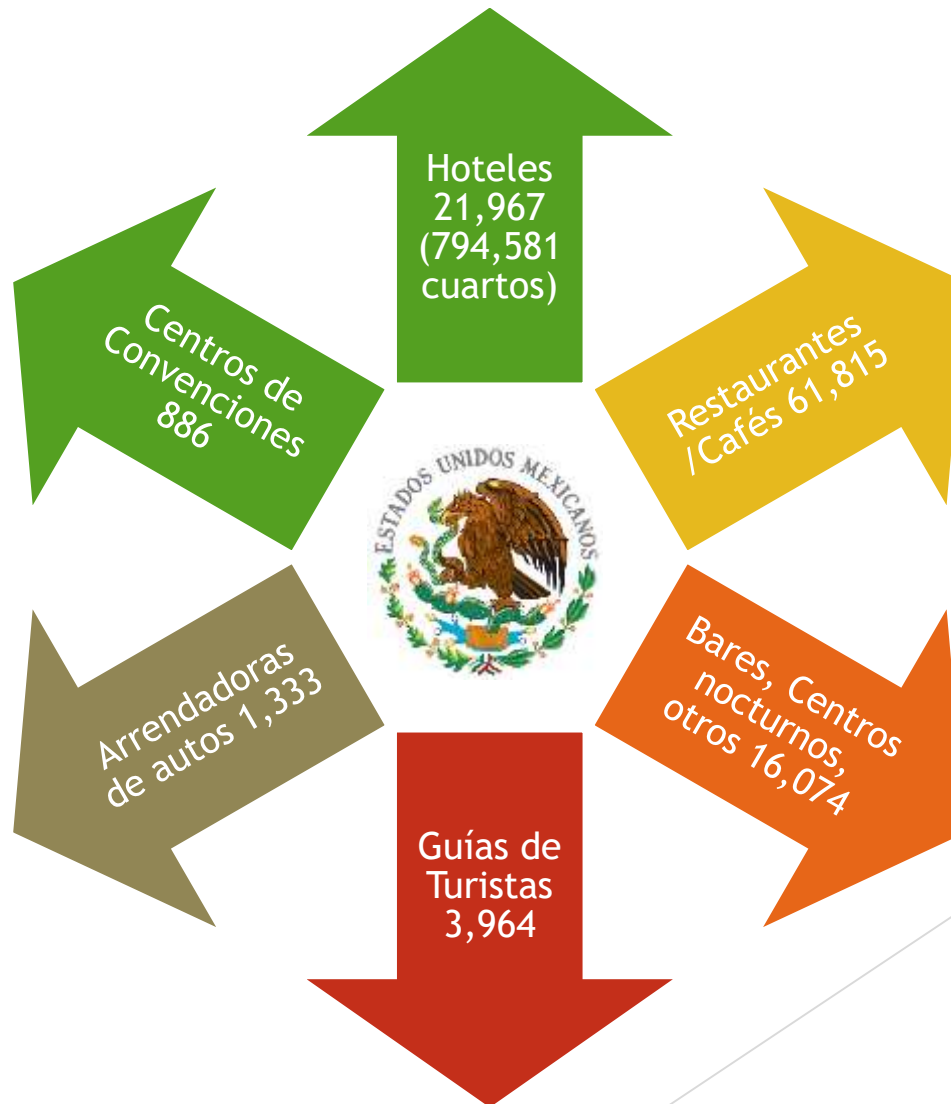 Hoteles
21,967
(794,581
cuartos)
Restaurantes
/Cafés 61,815
Bares, Centros
nocturnos,
otros 16,074
Guías de
Turistas
3,964
Arrendadoras
de autos 1,333
Centros de
Convenciones
886
ESTADOS UNIDOS MEXICANOS